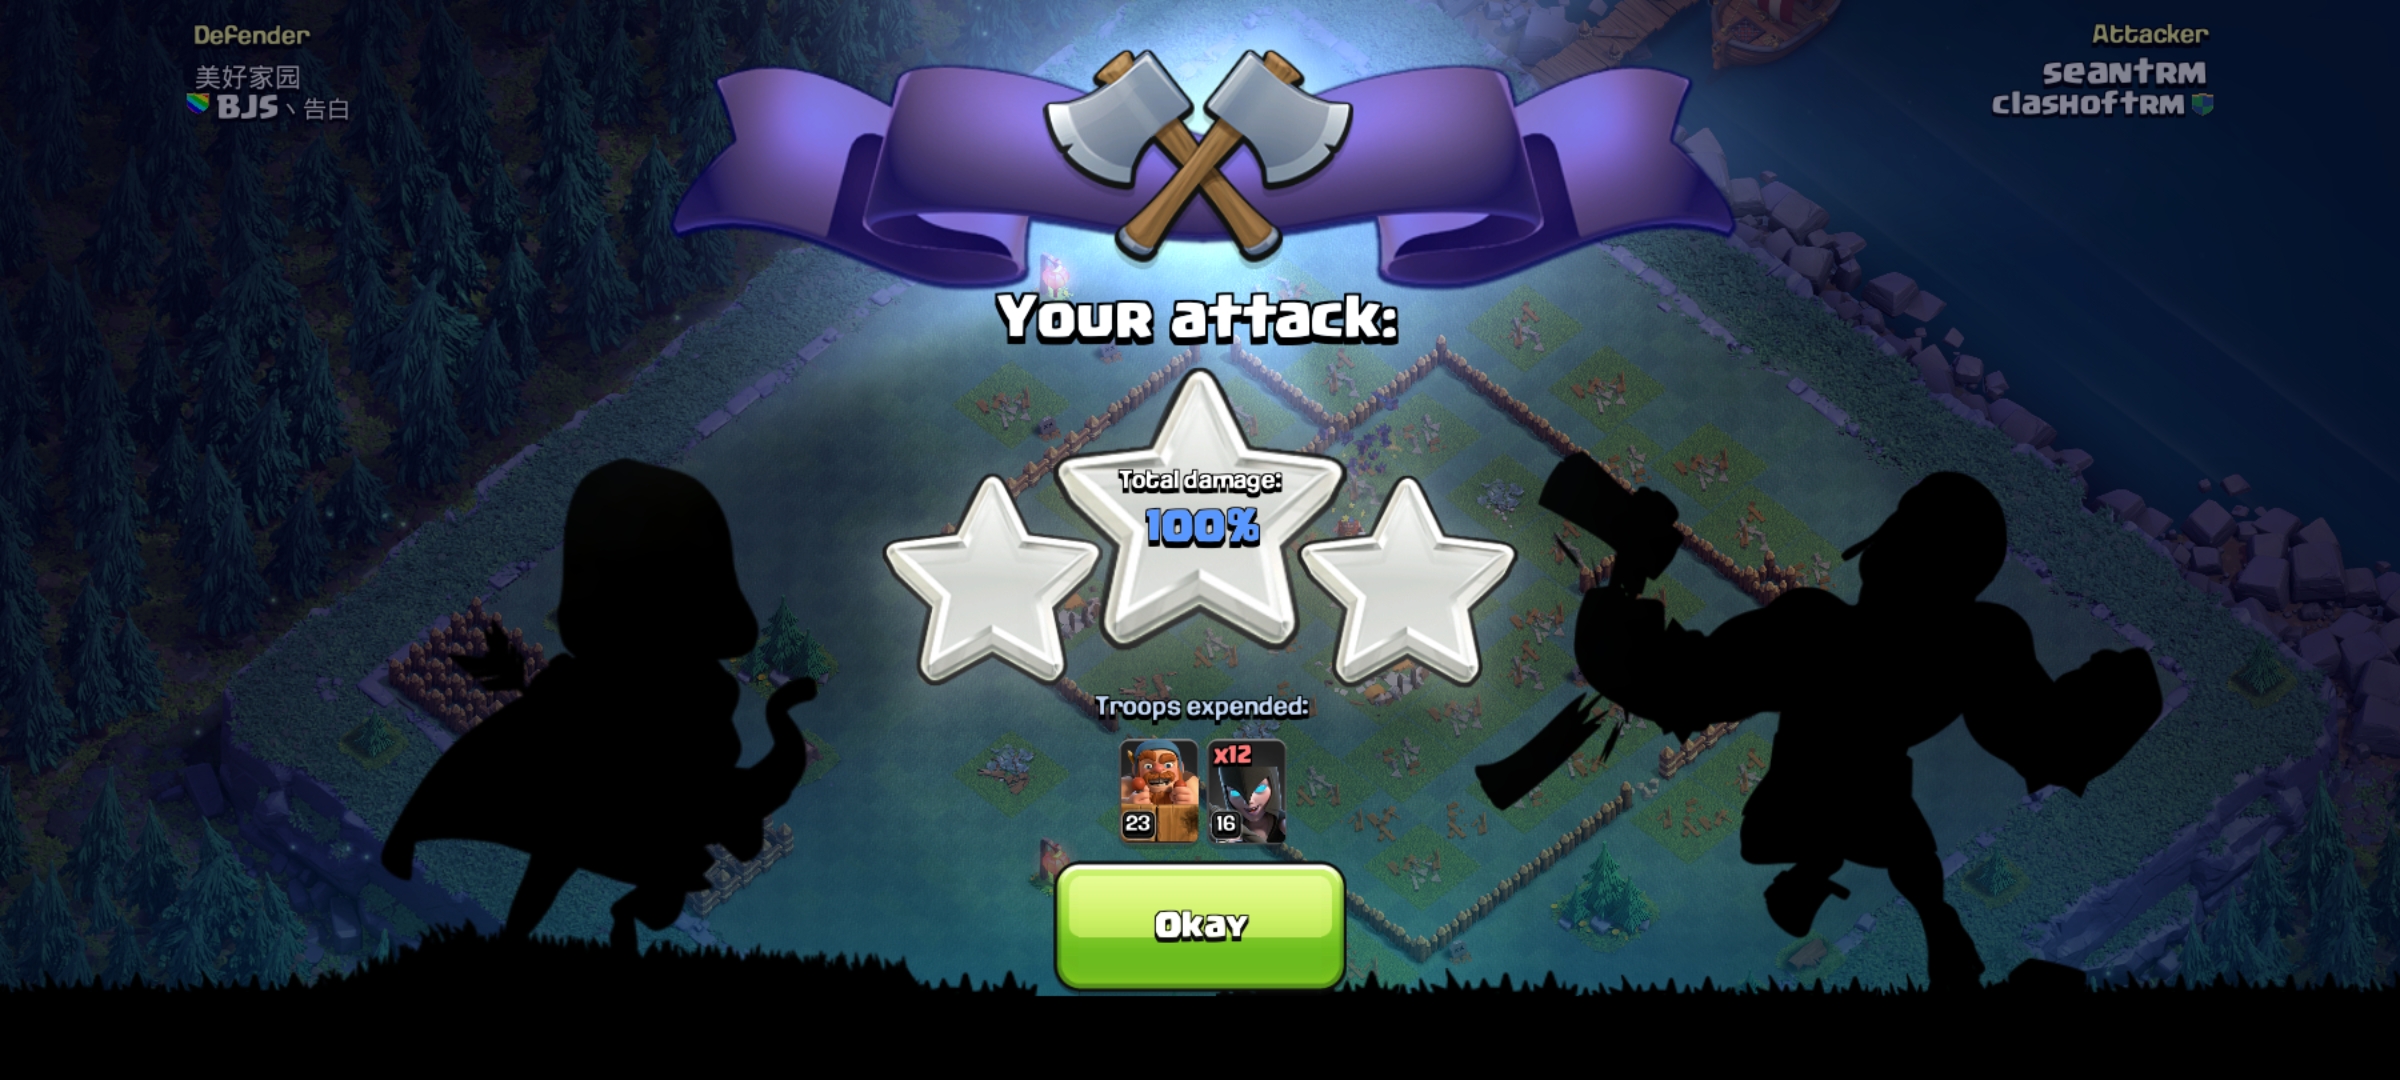 Defender
美好家园
BJS丶告白
Attacker
seantrm
clashoftrm
Your attack:
Total damage:
100%
Troops expended:
x12
23
16
Okay